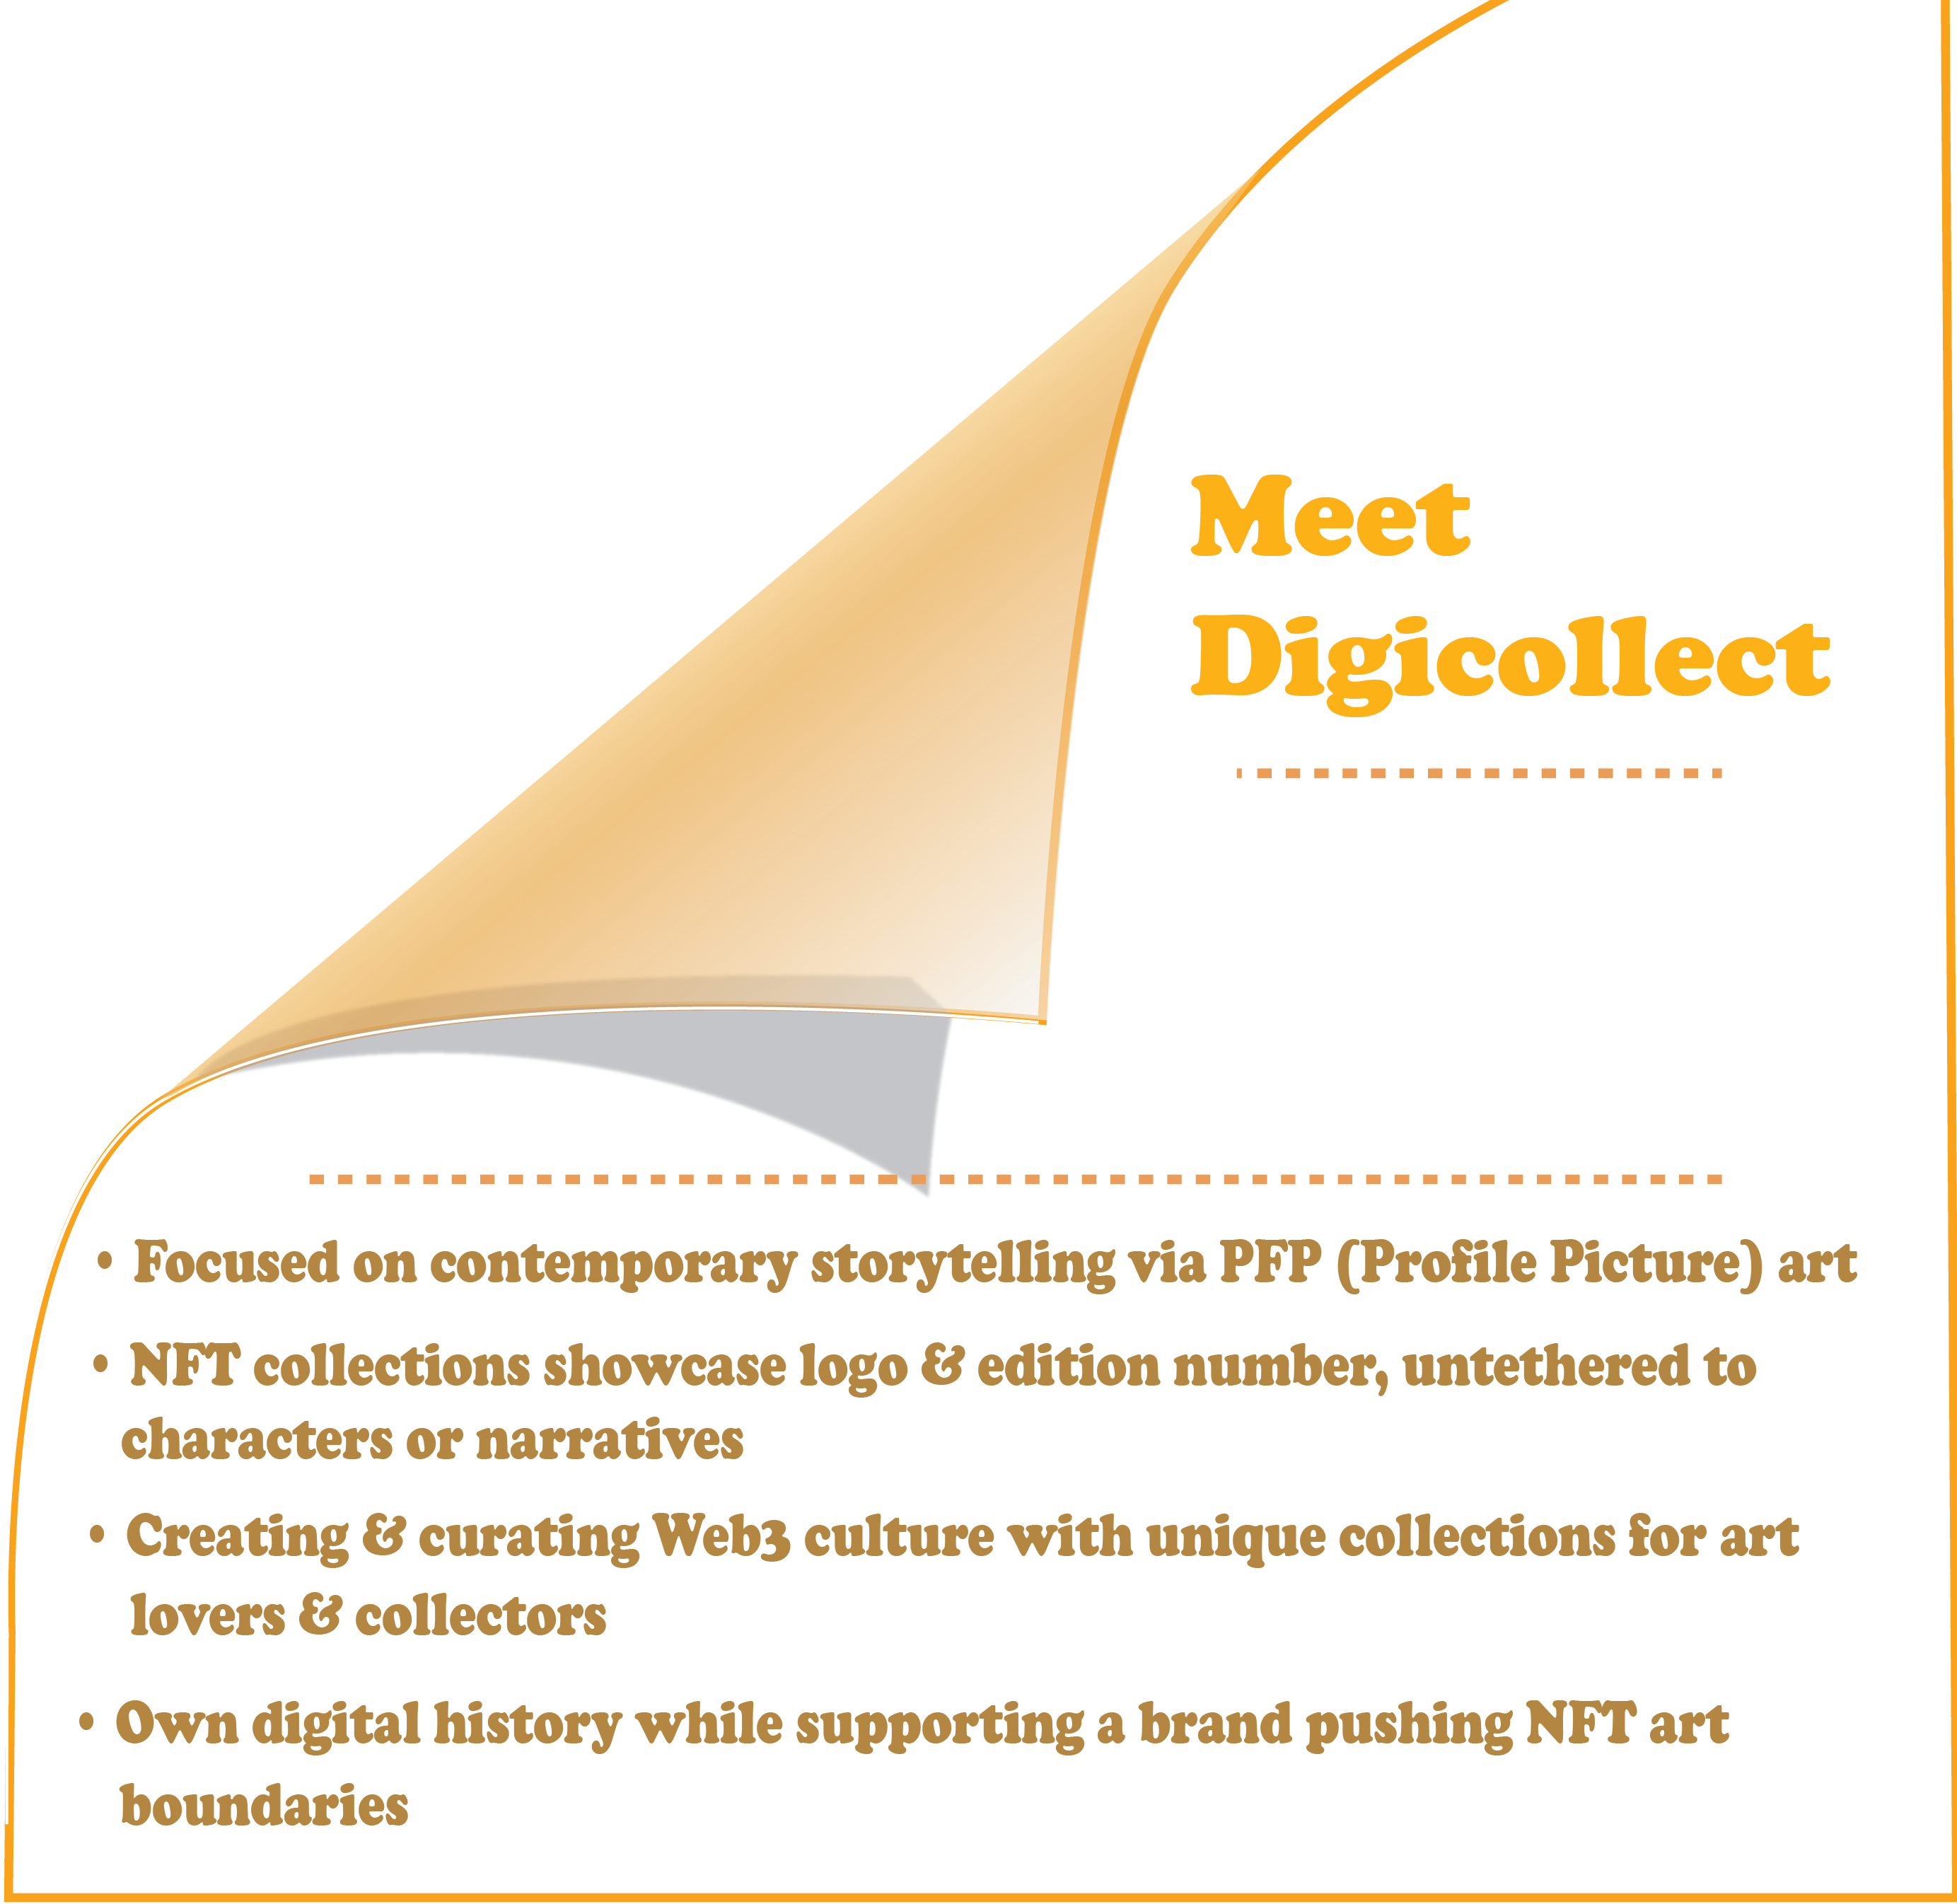 Meet
Digicollect
• Focused on contemporary storytelling via PFP (Profile Picture) art
• NFT collections showcase logo & edition number, untethered to
characters or narratives
• Creating & curating Web3 culture with unique collections for art
lovers & collectors
• Own digital history while supporting a brand pushing NFT art
boundaries